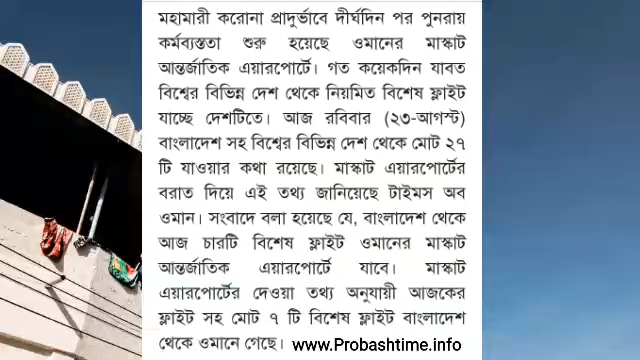 মহামারী করোনা প্রাদুর্ভাবে দীর্ঘদিন পর পুনরায়
কর্মব্যস্ততা শুরু হয়েছে ওমানের মাস্কাট
আন্তর্জাতিক এয়ারপোর্টে। গত কয়েকদিন যাবত
বিশ্বের বিভিন্ন দেশ থেকে নিয়মিত বিশেষ ফ্লাইট
যাচ্ছে দেশটিতে। আজ রবিবার (২৩-আগস্ট)
বাংলাদেশ সহ বিশ্বের বিভিন্ন দেশ থেকে মোট ২৭
টি যাওয়ার কথা রয়েছে। মাস্কাট এয়ারপোর্টের
বরাত দিয়ে এই তথ্য জানিয়েছে টাইমস অব
ওমান। সংবাদে বলা হয়েছে যে, বাংলাদেশ থেকে
আজ চারটি বিশেষ ফ্লাইট ওমানের মাস্কাট
আন্তর্জাতিক এয়ারপোর্টে যাবে। মাস্কাট
এয়ারপোর্টের দেওয়া তথ্য অনুযায়ী আজকের
ফ্লাইট সহ মোট ৭ টি বিশেষ ফ্লাইট বাংলাদেশ
থেকে ওমানে গেছে। www.Probashtime.info